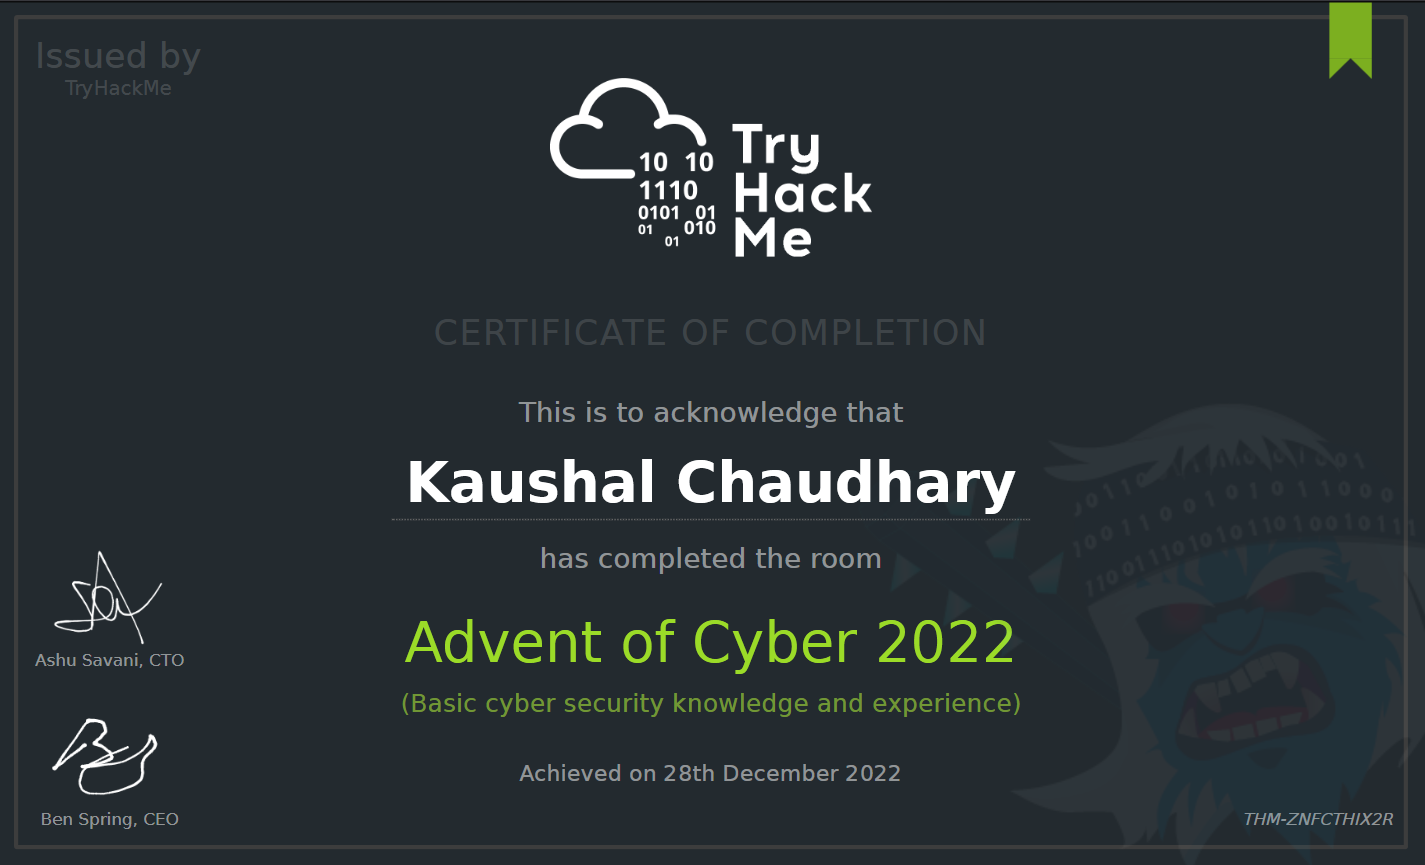 Issued by
TryHackMe
10 10
1110
0101 01
01 010
01
Try
Hack
Me
CERTIFICATE OF COMPLETION
This is to acknowledge that
Kaushal Chaudhary
has completed the room
Advent of Cyber 2022
(Basic cyber security knowledge and experience)
Achieved on 28th December 2022
Ashu Savani, CTO
Ben Spring, CEO
THM-ZNFCTHIX2R